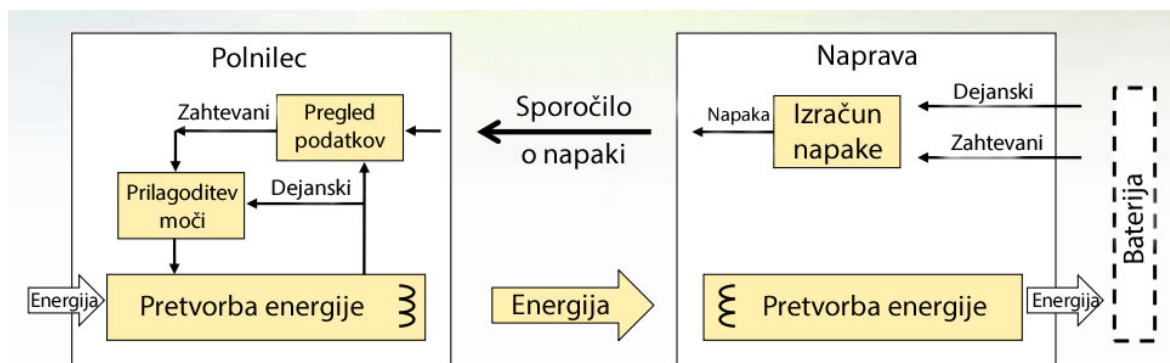 Polnilec
Zahtevani
Pregled
podatkov
Prilagoditev
moči
Dejanski
Energija
Pretvorba energije
Sporočilo
o napaki
Energija
Naprava
Napaka
Izračun
napake
Dejanski
Zahtevani
Pretvorba energije
Energija
Baterija